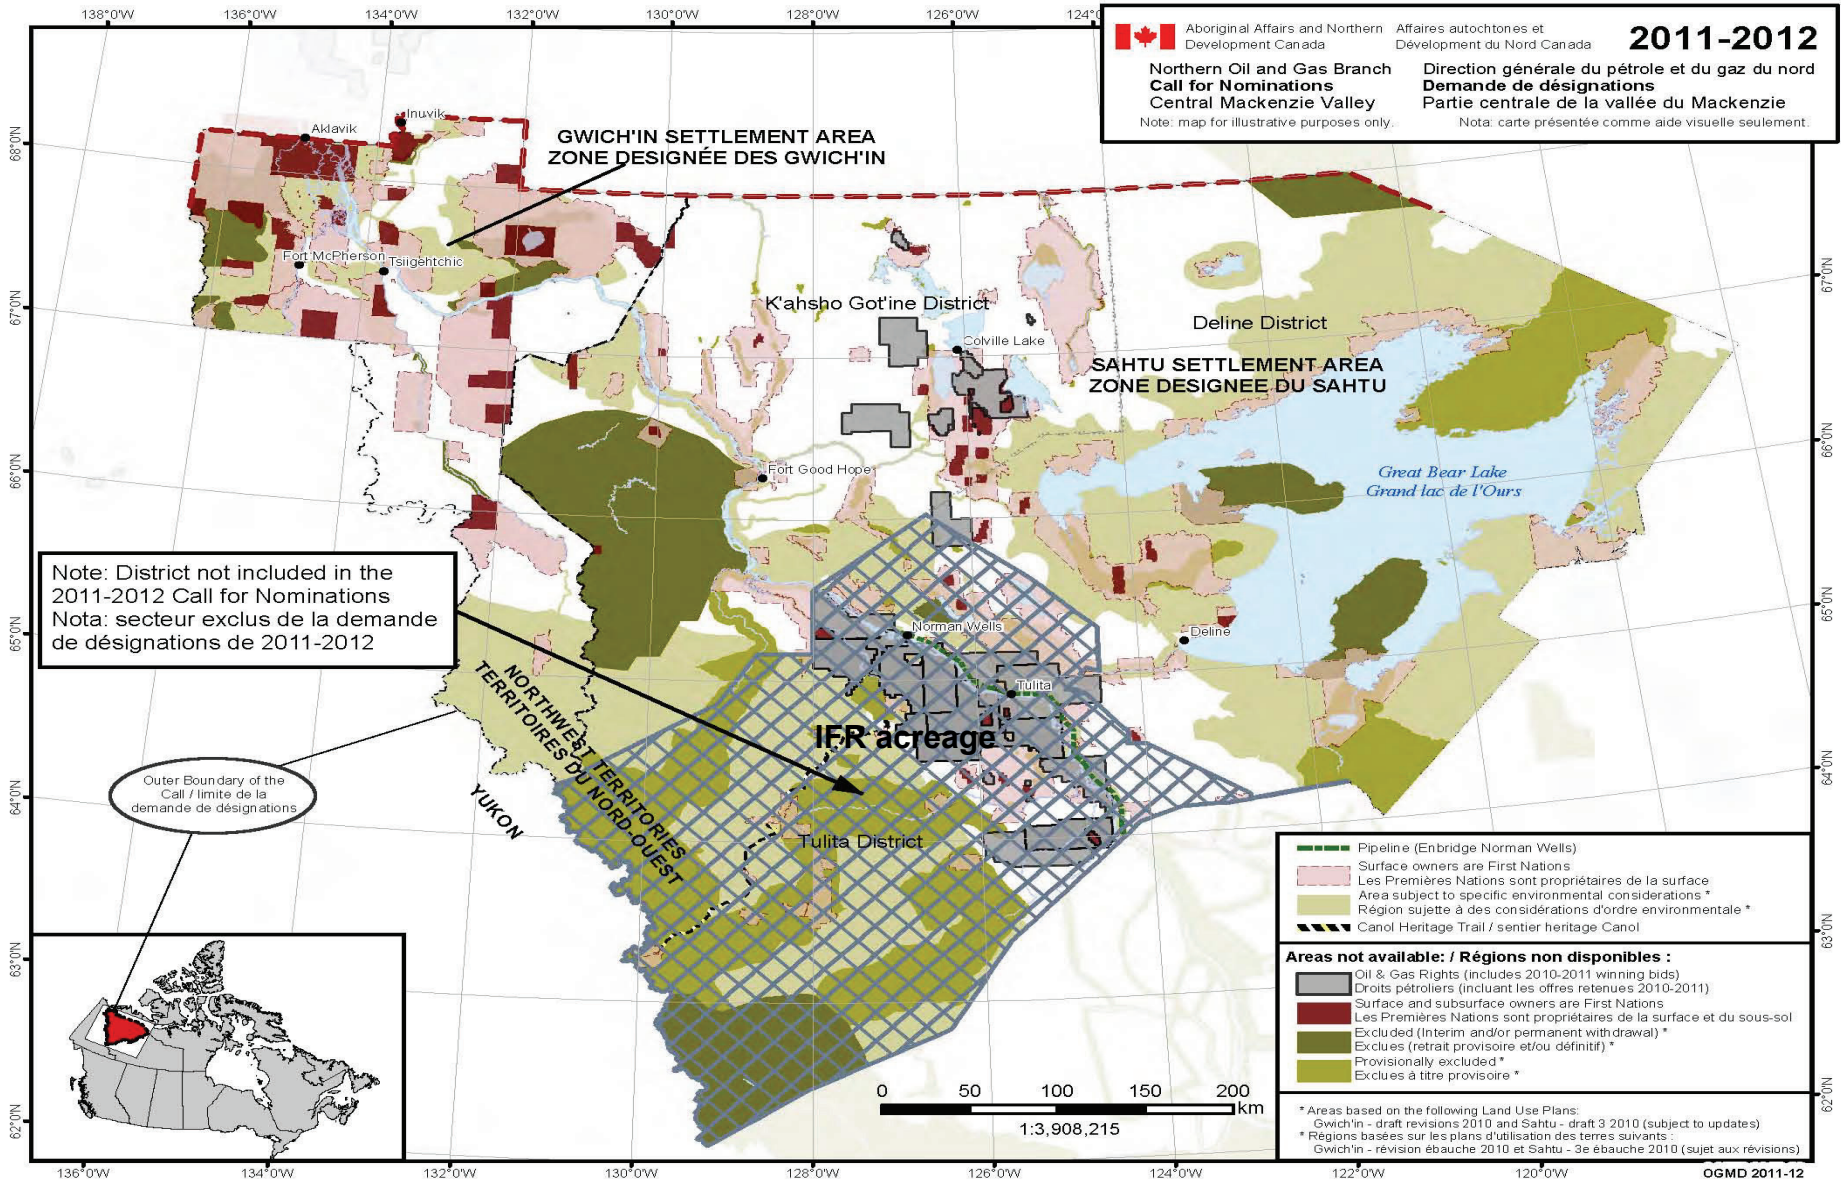 138°0'W
136°0'W
134°0'W
132°0'W
130°0'W
128°0'W
126°0'W
124°0'W
Aboriginal Affairs and Northern
Development Canada
Affaires autochtones et
Dévelopment du Nord Canada
2011-2012
Northern Oil and Gas Branch
Call for Nominations
Central Mackenzie Valley
Note: map for illustrative purposes only.
Direction générale du pétrole et du gaz du nord
Demande de désignations
Partie centrale de la vallée du Mackenzie
Nota: carte présentée comme aide visuelle seulement.
68°0'N
67°0'N
66°0'N
65°0'N
64°0'N
63°0'N
62°0'N
Inuvik
Aklavik
GWICH'IN SETTLEMENT AREA
ZONE DESIGNÉE DES GWICH'IN
Fort McPherson
Tsiigehtchic
K'ahsho Got'ine District
Deline District
Colville Lake
SAHTU SETTLEMENT AREA
ZONE DESIGNEE DU SAHTU
Fort Good Hope
Great Bear Lake
Grand lac de l'Ours
Note: District not included in the
2011-2012 Call for Nominations
Nota: secteur exclus de la demande
de désignations de 2011-2012
Norman Wells
Deline
Tulita
IFR acreage
NORTHWEST TERRITORIES
TERRITOIRES DU NORD-OUEST
YUKON
Outer Boundary of the
Call / limite de la
demande de désignations
Tulita District
67°0'N
66°0'N
65°0'N
64°0'N
63°0'N
62°0'N
Pipeline (Enbridge Norman Wells)
Surface owners are First Nations
Les Premières Nations sont propriétaires de la surface
Area subject to specific environmental considerations *
Région sujette à des considérations d'ordre environmentale *
Canol Heritage Trail / sentier heritage Canol
Areas not available: / Régions non disponibles :
Oil & Gas Rights (includes 2010-2011 winning bids)
Droits pétroliers (incluant les offres retenues 2010-2011)
Surface and subsurface owners are First Nations
Les Premières Nations sont propriétaires de la surface et du sous-sol
Excluded (Interim and/or permanent withdrawal) *
Exclues (retrait provisoire et/ou définitif) *
Provisionally excluded *
Exclues à titre provisoire *
* Areas based on the following Land Use Plans:
Gwich'in - draft revisions 2010 and Sahtu - draft 3 2010 (subject to updates)
* Régions basées sur les plans d'utilisation des terres suivants :
Gwich'in - révision ébauche 2010 et Sahtu - 3e ébauche 2010 (sujet aux révisions)
0 50 100 150 200
km
1:3,908,215
136°0'W
134°0'W
132°0'W
130°0'W
128°0'W
126°0'W
124°0'W
122°0'W
120°0'W
OGMD 2011-12